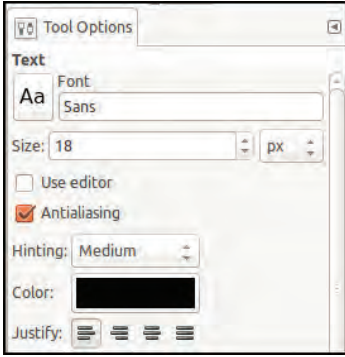 Tool Options
Text
Aa
Font
Sans
Size: 18 px
Use editor
Antialiasing
Hinting: Medium
Color:
Justify: